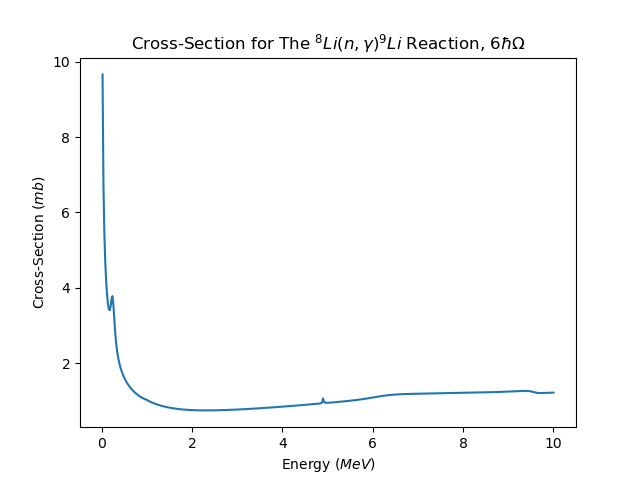 Cross-Section for The ⁸Li(n, γ)⁹Li Reaction, 6ℏΩ
10
8
6
4
2
Cross-Section (mb)
0 2 4 6 8 10
Energy (MeV)